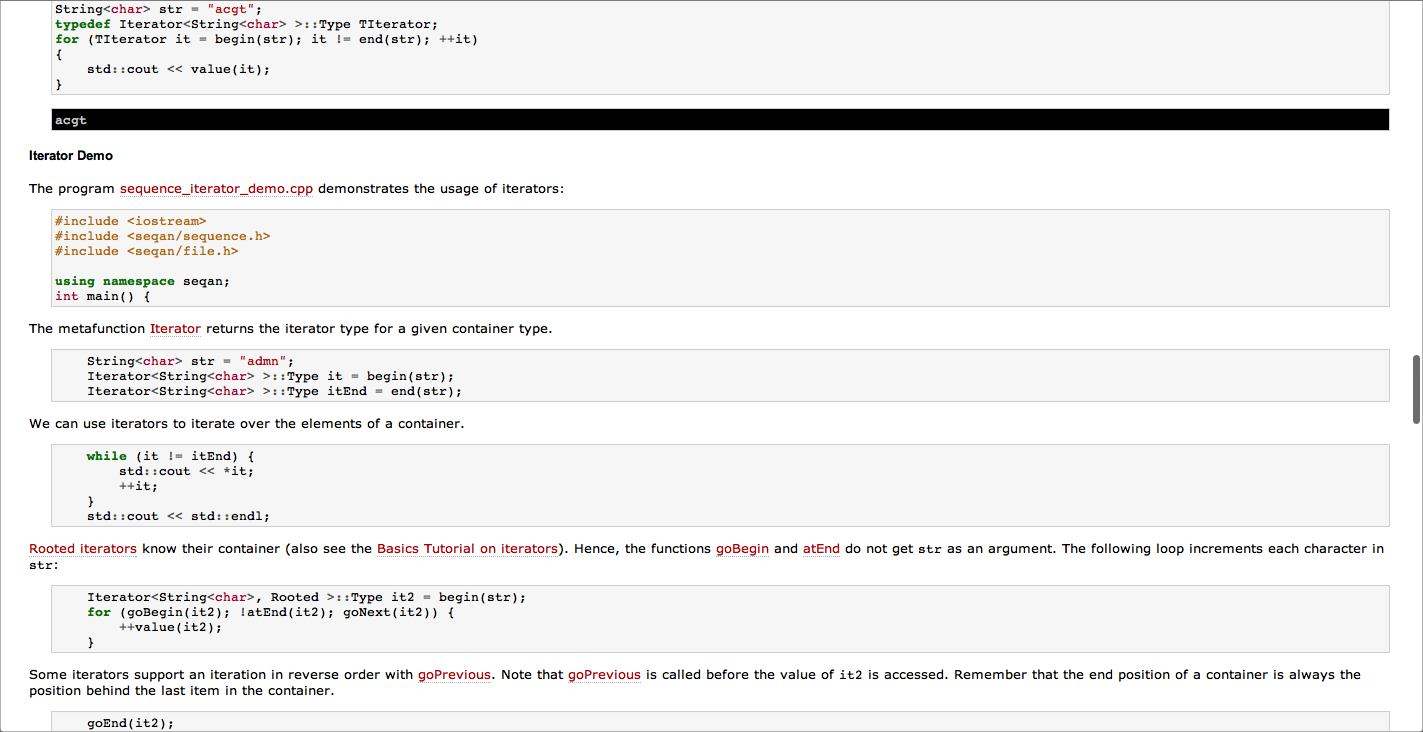 String<char> str = "acgt";
typedef Iterator<String<char> >::Type TIterator;
for (TIterator it = begin(str); it != end(str); ++it)
{
    std::cout << value(it);
}
acgt
Iterator Demo
The program sequence_iterator_demo.cpp demonstrates the usage of iterators:
#include <iostream>
#include <seqan/sequence.h>
#include <seqan/file.h>
using namespace seqan;
int main() {
The metafunction Iterator returns the iterator type for a given container type.
    String<char> str = "admn";
    Iterator<String<char> >::Type it = begin(str);
    Iterator<String<char> >::Type itEnd = end(str);
We can use iterators to iterate over the elements of a container.
    while (it != itEnd) {
        std::cout << *it;
        ++it;
    }
    std::cout << std::endl;
Rooted iterators know their container (also see the Basics Tutorial on iterators). Hence, the functions goBegin and atEnd do not get str as an argument. The following loop increments each character in
str:
    Iterator<String<char>, Rooted >::Type it2 = begin(str);
    for (goBegin(it2); !atEnd(it2); goNext(it2)) {
        ++value(it2);
    }
Some iterators support an iteration in reverse order with goPrevious. Note that goPrevious is called before the value of it2 is accessed. Remember that the end position of a container is always the
position behind the last item in the container.
    goEnd(it2);